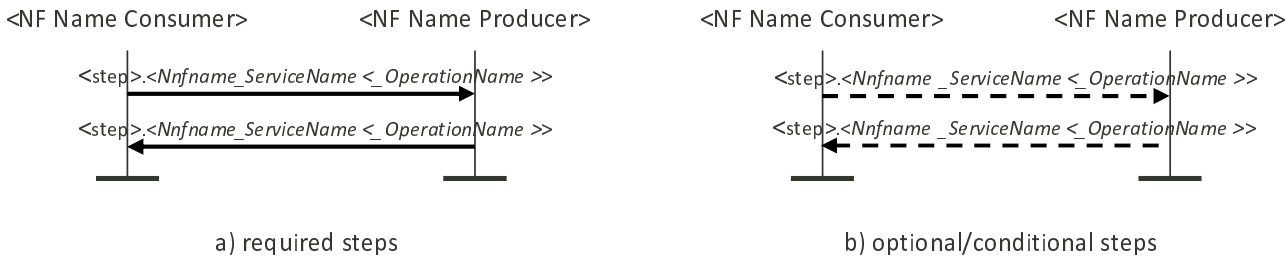 <NF Name Consumer> <NF Name Producer> <NF Name Consumer> <NF Name Producer>
<step>.<Nnfname_ServiceName <_OperationName >> <step>.<Nnfname _ServiceName <_OperationName >>
<step>.<Nnfname_ServiceName <_OperationName >> <step>.<Nnfname _ServiceName <_OperationName >>
a) required steps b) optional/conditional steps